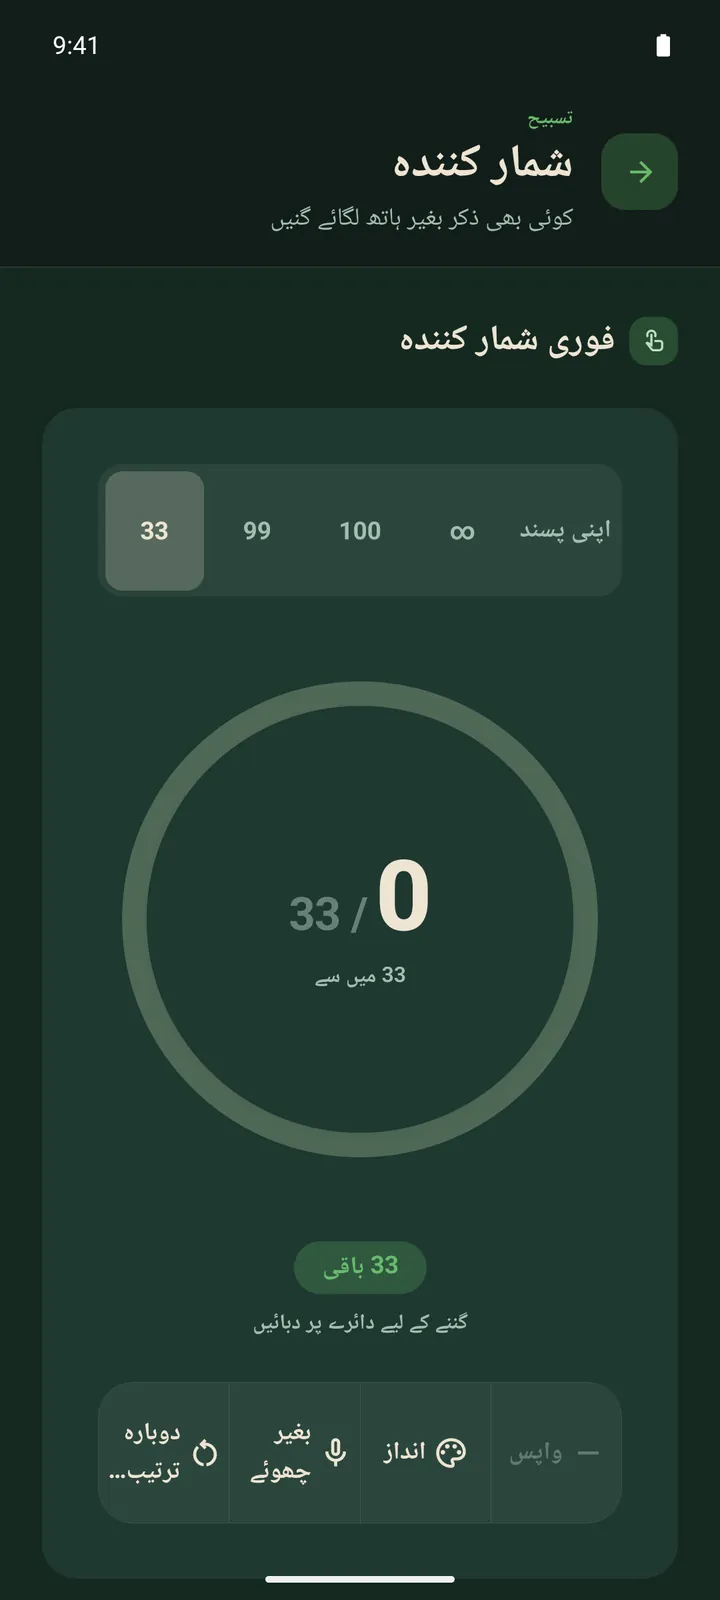 9:41
تسبیح
شمار کنندہ
کوئی بھی ذکر بغیر ہاتھ لگائے گنیں
فوری شمار کنندہ
اپنی پسند
∞
100
99
33
0 / 33
33 میں سے
33 باقی
گننے کے لیے دائرے پر دبائیں
واپس
انداز
بغیر
چھوئے
دوبارہ
ترتیب...